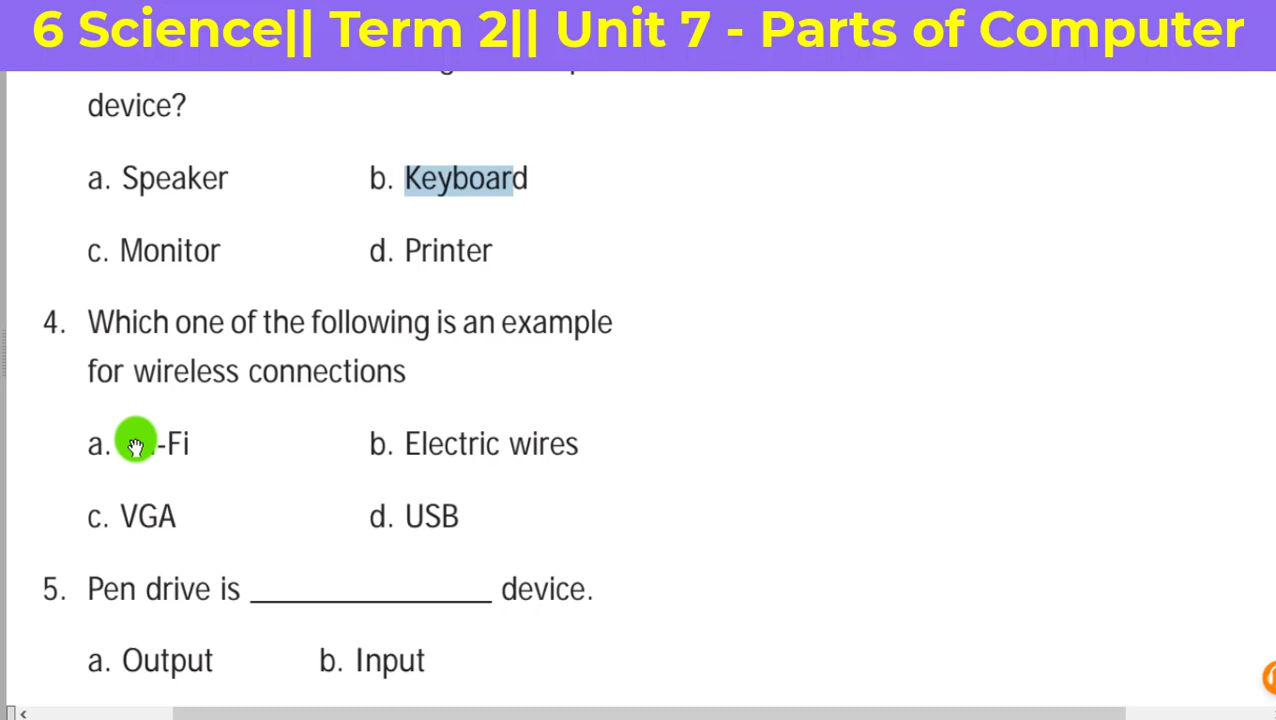 6 Science|| Term 2|| Unit 7 - Parts of Computer
device?
a. Speaker b. Keyboard
c. Monitor d. Printer
4. Which one of the following is an example
for wireless connections
a. -Fi b. Electric wires
c. VGA d. USB
5. Pen drive is ________________ device.
a. Output b. Input